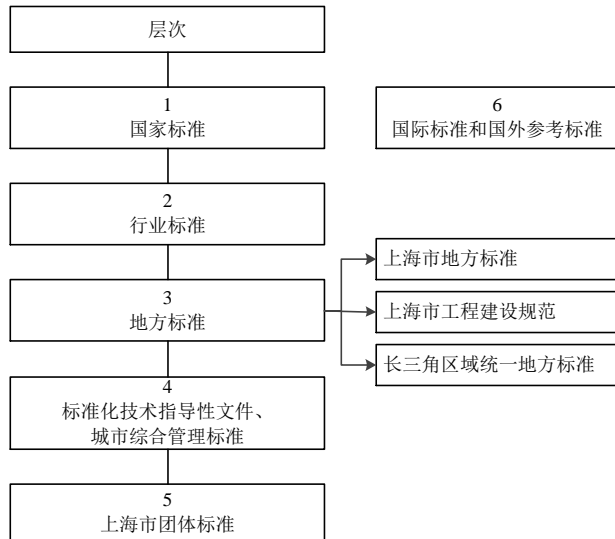 层次
1
国家标准
6
国际标准和国外参考标准
2
行业标准
3
地方标准
上海市地方标准
上海市工程建设规范
长三角区域统一地方标准
4
标准化技术指导性文件、
城市综合管理标准
5
上海市团体标准